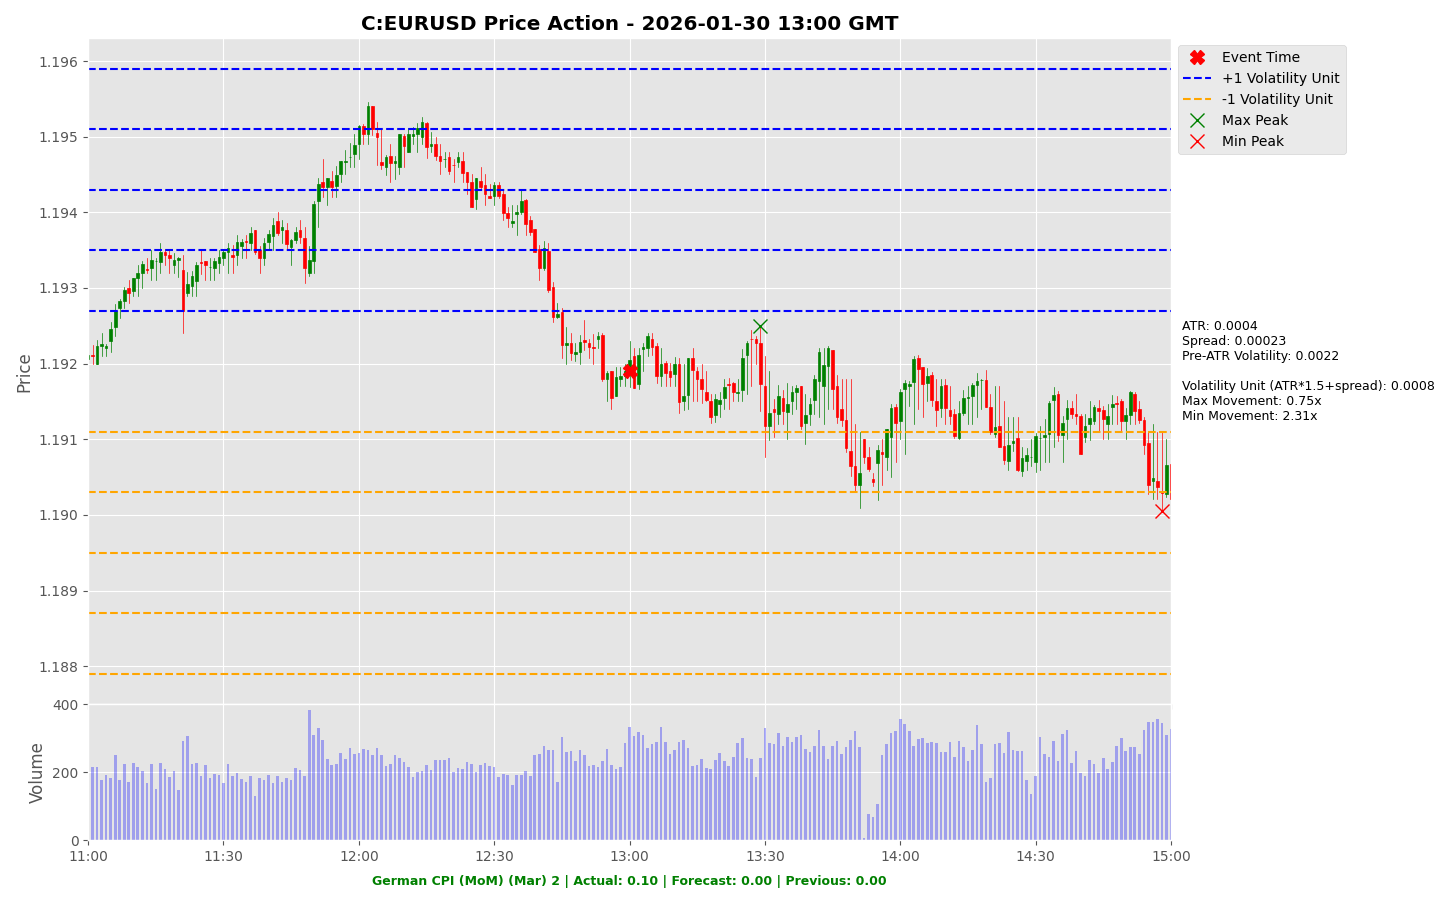 C:EURUSD Price Action - 2026-01-30 13:00 GMT
Event Time
+1 Volatility Unit
-1 Volatility Unit
Max Peak
Min Peak
Price
1.196
1.195
1.194
1.193
1.192
1.191
1.190
1.189
1.188
ATR: 0.0004
Spread: 0.00023
Pre-ATR Volatility: 0.0022
Volatility Unit (ATR*1.5+spread): 0.0008
Max Movement: 0.75x
Min Movement: 2.31x
Volume
400
200
0
11:00 11:30 12:00 12:30 13:00 13:30 14:00 14:30 15:00
German CPI (MoM) (Mar) 2 | Actual: 0.10 | Forecast: 0.00 | Previous: 0.00